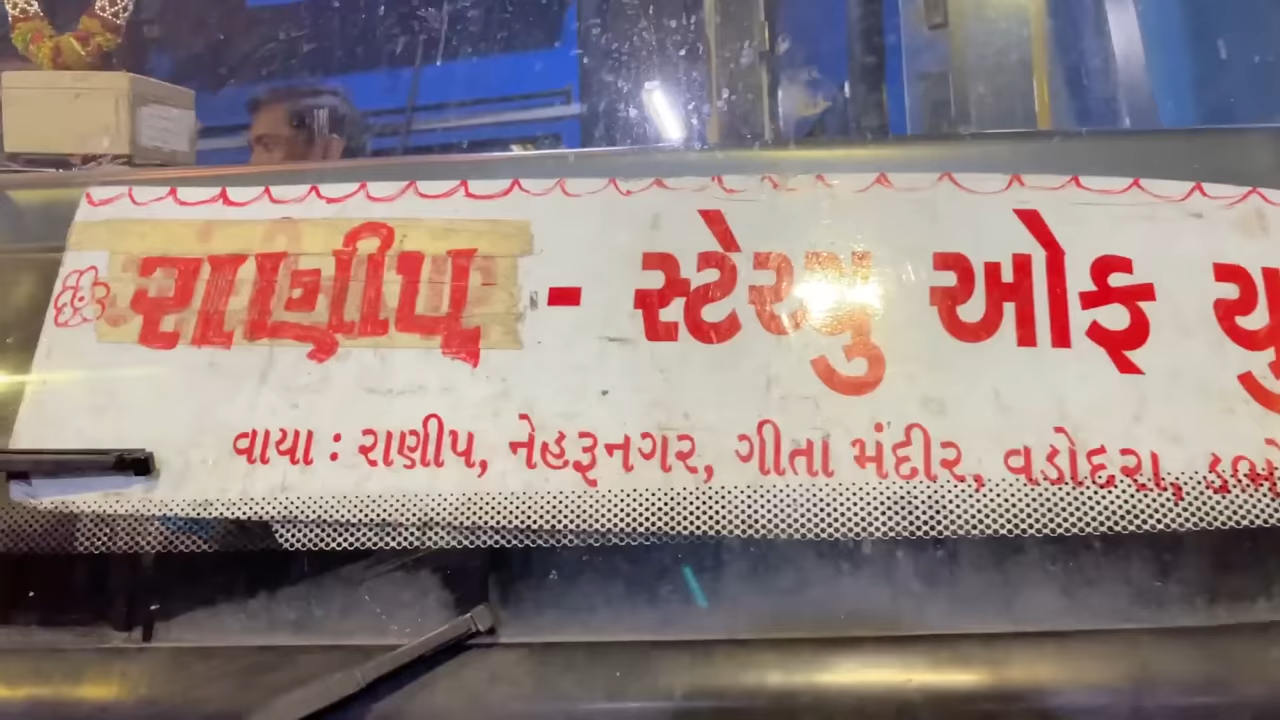 રાણીપ - સ્ટેચ્યુ ઓફ
વાયા : રાણીપ, નેહરૂનગર, ગીતા મંદીર, વડોદરા,